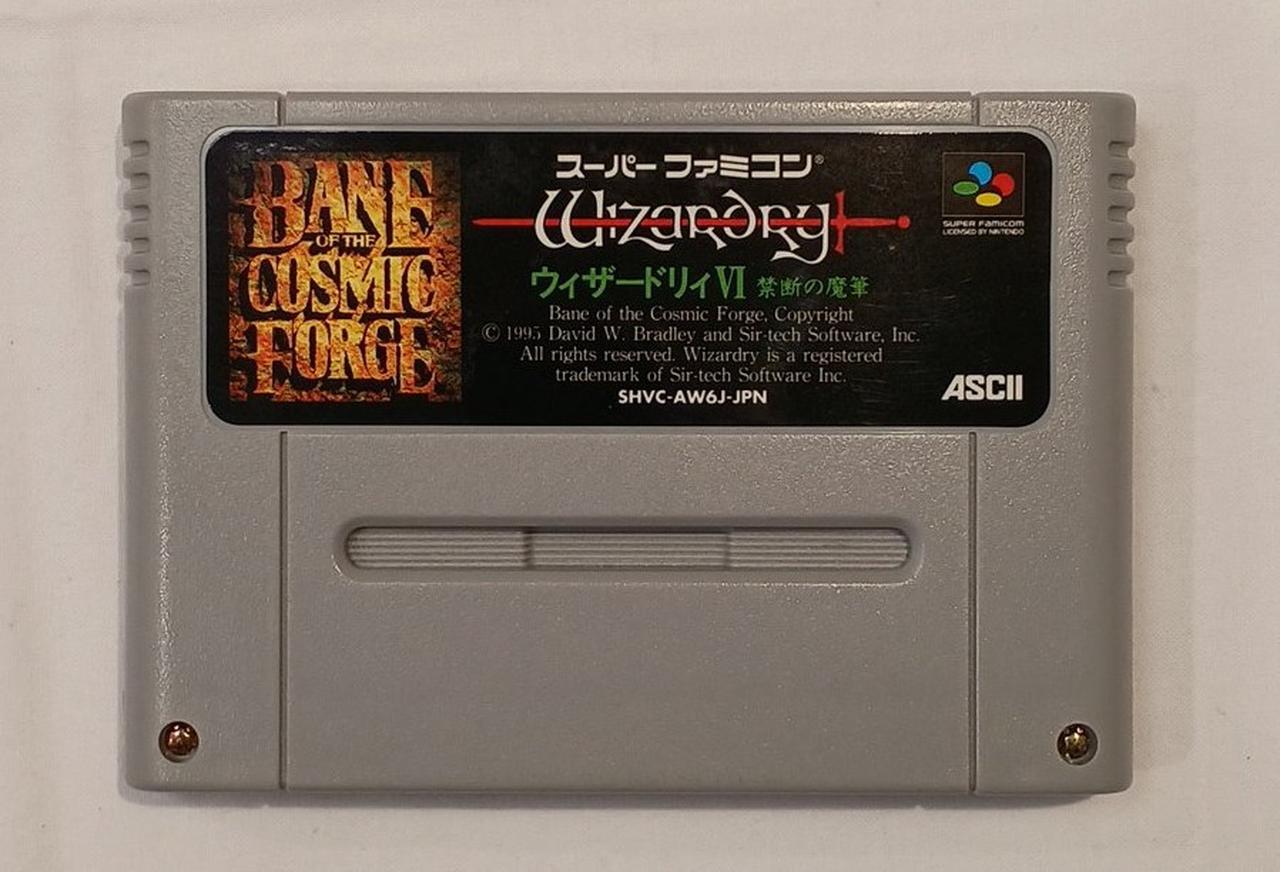 BANE
OF THE
COSMIC
FORGE
スーパーファミコン®
Wizardry
ウィザードリィVI 禁断の魔筆
Bane of the Cosmic Forge, Copyright
© 1995 David W. Bradley and Sir-tech Software, Inc.
All rights reserved. Wizardry is a registered
trademark of Sir-tech Software Inc.
SHVC-AW6J-JPN
SUPER FAMICOM
LICENSED BY NINTENDO
ASCII